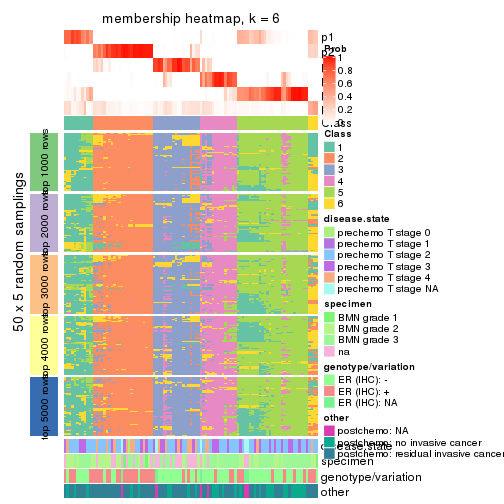 membership heatmap, k = 6
p1
p2
Prob
1
0.8
0.6
0.4
0.2
0
Class
Class
1
2
3
4
5
6
disease.state
prechemo T stage 0
prechemo T stage 1
prechemo T stage 2
prechemo T stage 3
prechemo T stage 4
prechemo T stage NA
specimen
BMN grade 1
BMN grade 2
BMN grade 3
na
genotype/variation
ER (IHC): -
ER (IHC): +
ER (IHC): NA
other
postchemo: NA
postchemo: no invasive cancer
postchemo: residual invasive cancer
50 x 5 random samplings
top 1000 rows
top 2000 rows
top 3000 rows
top 4000 rows
top 5000 rows
disease.state
specimen
genotype/variation
other